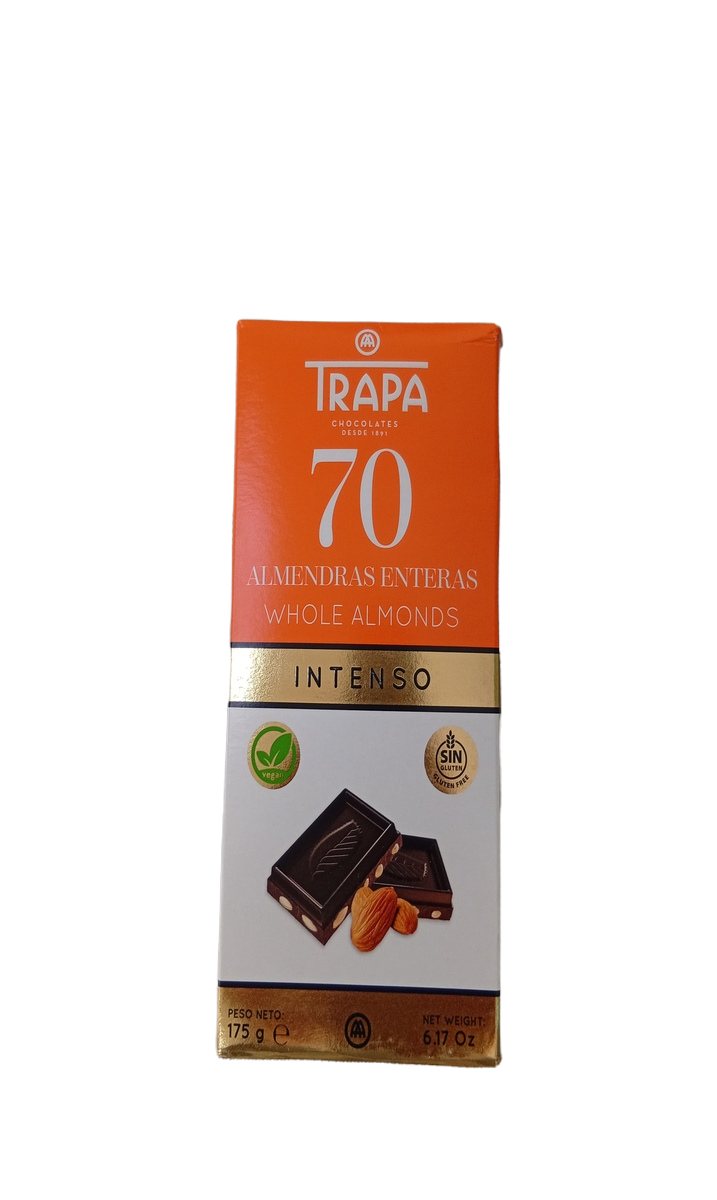 TRAPA
CHOCOLATES
DESDE 1891
70
ALMENDRAS ENTERAS
WHOLE ALMONDS
INTENSO
vegan
SIN
GLUTEN
GLUTEN FREE
PESO NETO:
175 g ℮
NET WEIGHT:
6.17 Oz